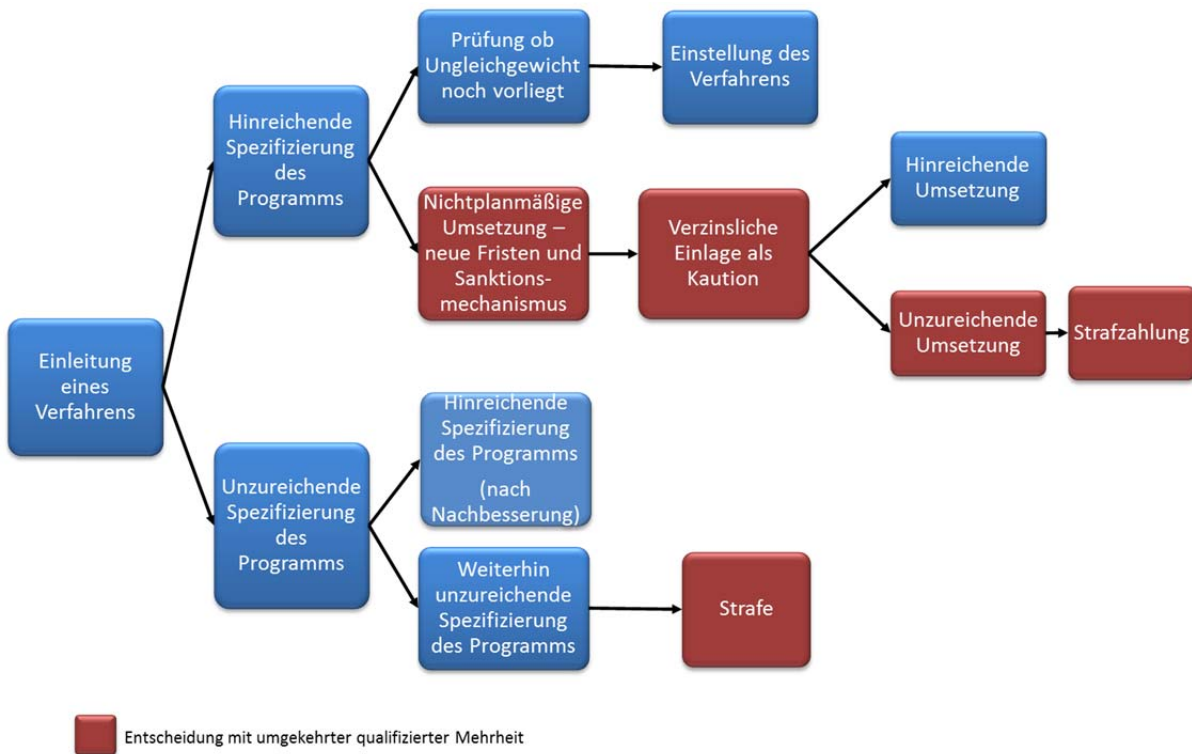 Prüfung ob
Ungleichgewicht
noch vorliegt
Einstellung des
Verfahrens
Hinreichende
Spezifizierung
des
Programms
Hinreichende
Umsetzung
Nichtplanmäßige
Umsetzung –
neue Fristen und
Sanktions-
mechanismus
Verzinsliche
Einlage als
Kaution
Unzureichende
Umsetzung
Strafzahlung
Einleitung
eines
Verfahrens
Hinreichende
Spezifizierung
des Programms
(nach
Nachbesserung)
Unzureichende
Spezifizierung
des
Programms
Weiterhin
unzureichende
Spezifizierung
des Programms
Strafe
Entscheidung mit umgekehrter qualifizierter Mehrheit